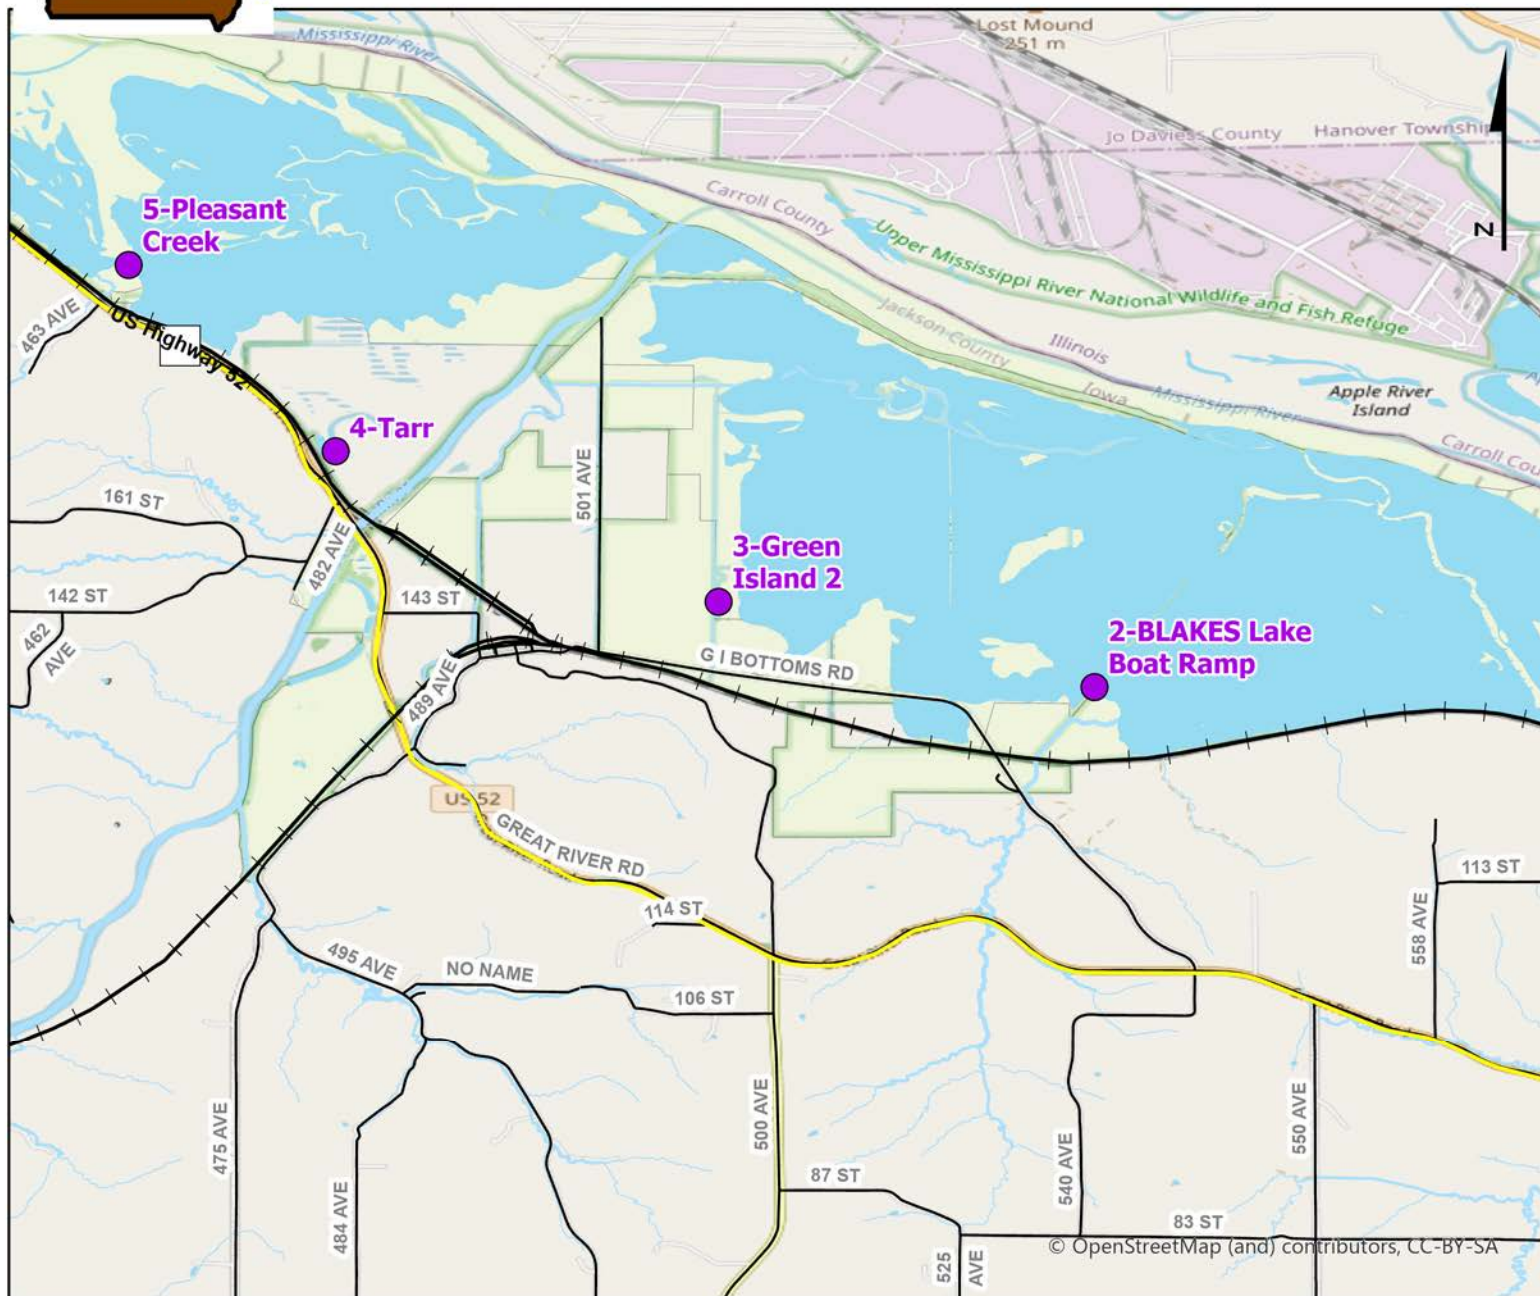 Mississippi River
Lost Mound
251 m
Jo Daviess County
Hanover Township
N
5-Pleasant
Creek
Carroll County
Upper Mississippi River National Wildlife and Fish Refuge
463 AVE
US Highway 52
Jackson County
Illinois
Iowa
Mississippi River
Apple River
Island
4-Tarr
161 ST
501 AVE
482 AVE
3-Green
Island 2
142 ST
143 ST
462
AVE
2-BLAKES Lake
Boat Ramp
G I BOTTOMS RD
489 AVE
US 52
GREAT RIVER RD
113 ST
114 ST
558 AVE
495 AVE
NO NAME
106 ST
475 AVE
500 AVE
550 AVE
540 AVE
484 AVE
87 ST
83 ST
525
AVE
© OpenStreetMap (and) contributors, CC-BY-SA